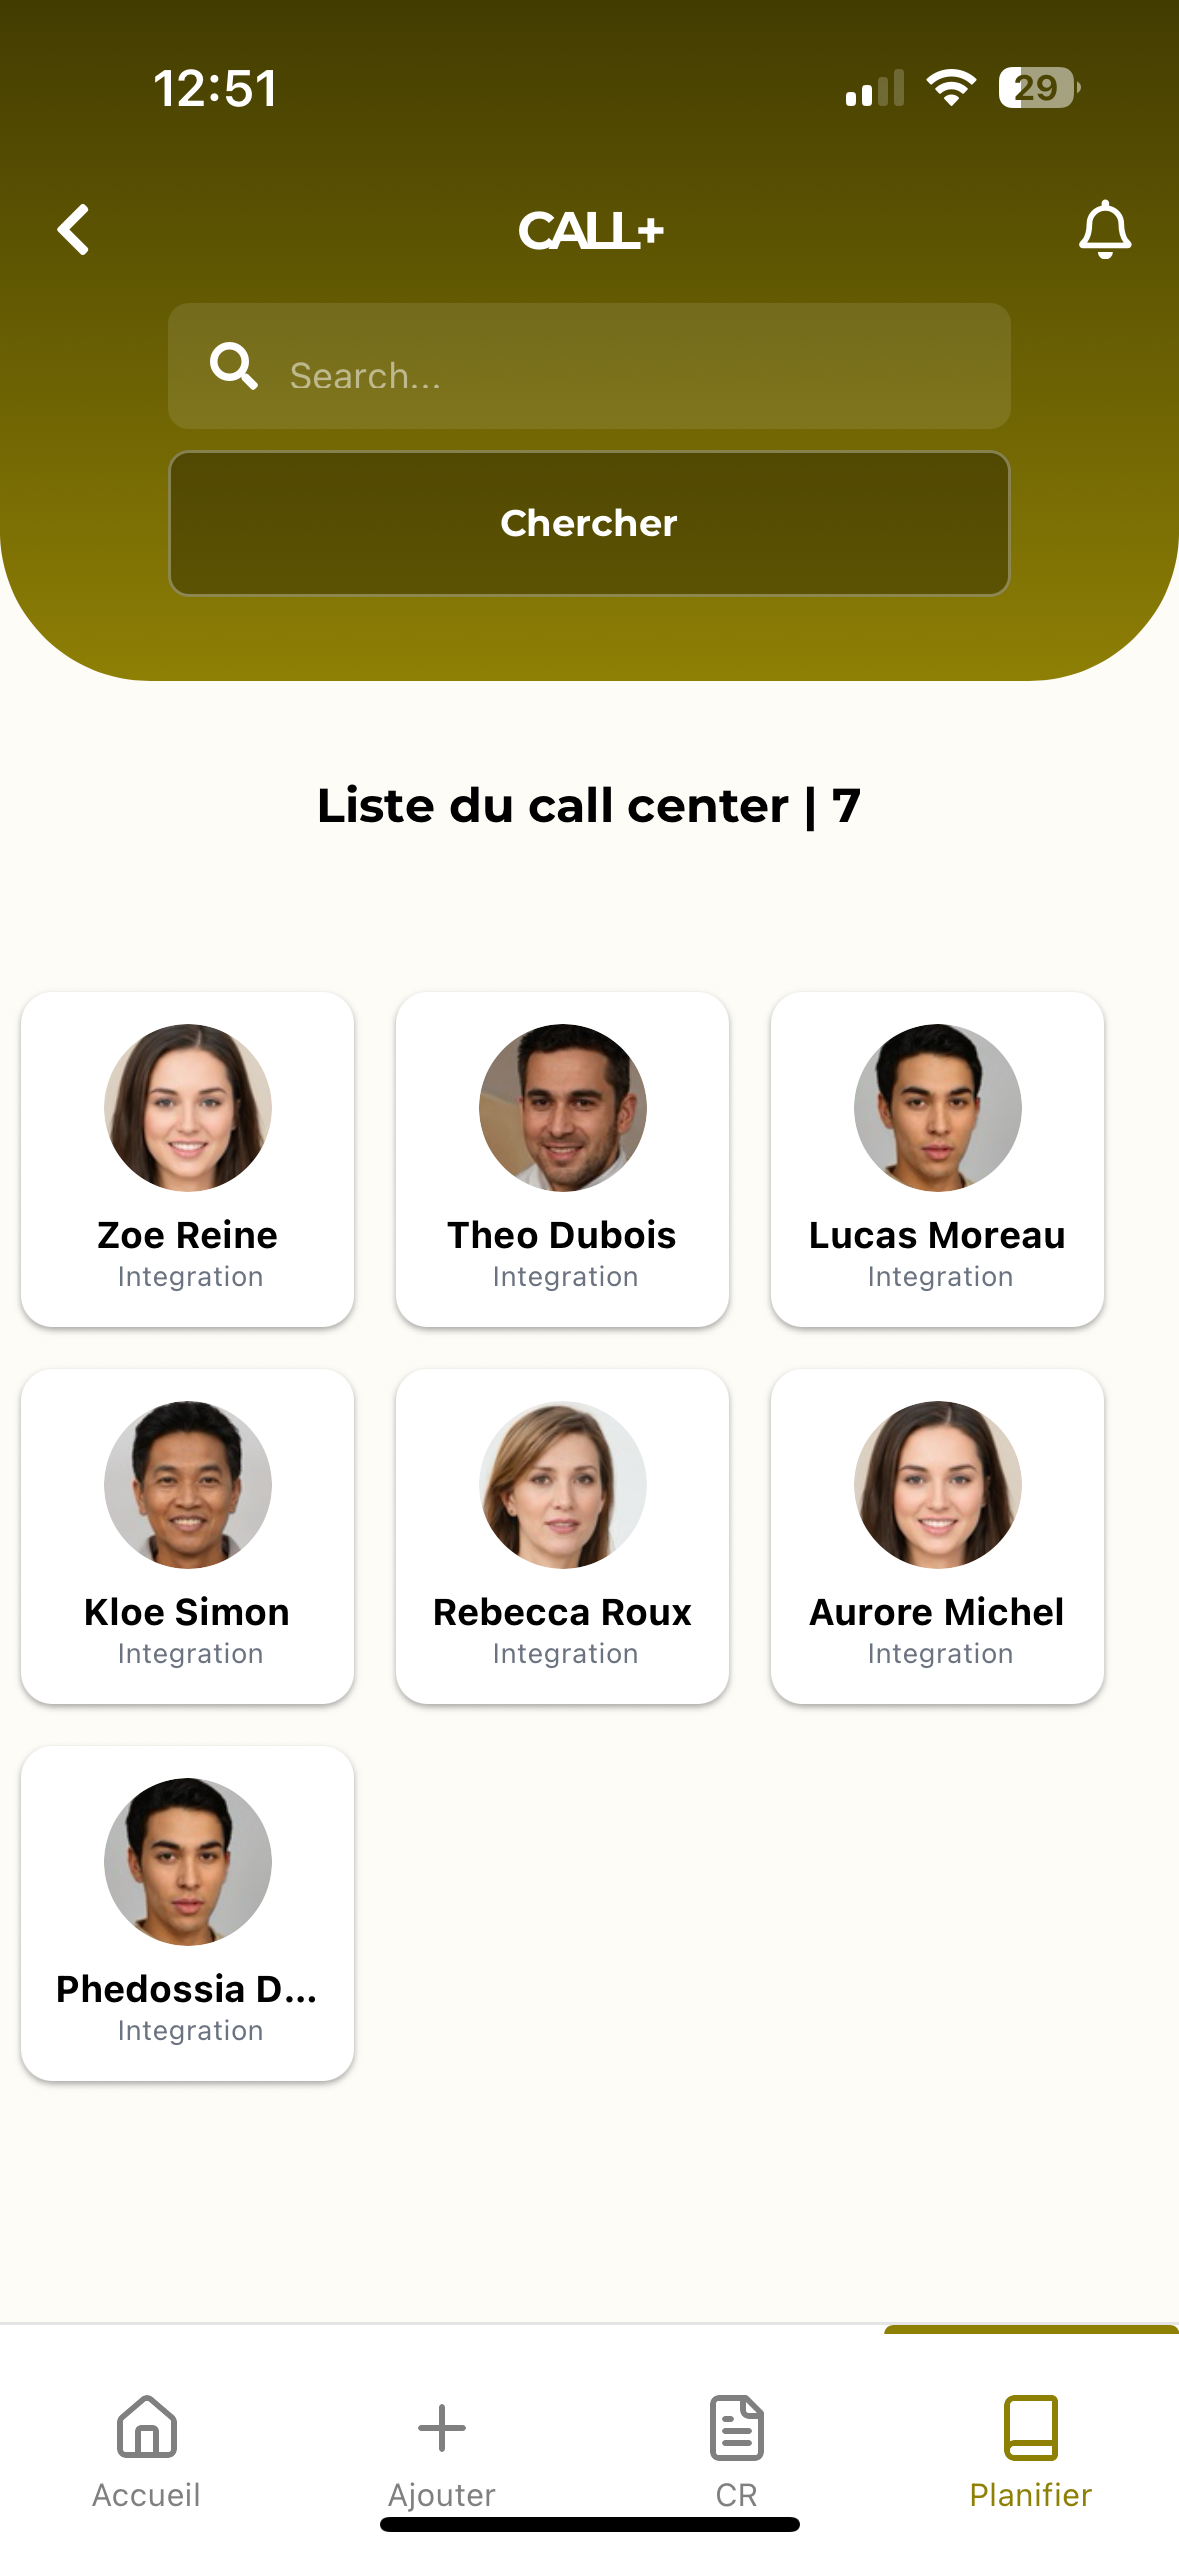 12:51
29
CALL+
Search...
Chercher
Liste du call center | 7
Zoe Reine
Integration
Theo Dubois
Integration
Lucas Moreau
Integration
Kloe Simon
Integration
Rebecca Roux
Integration
Aurore Michel
Integration
Phedossia D...
Integration
Accueil
Ajouter
CR
Planifier